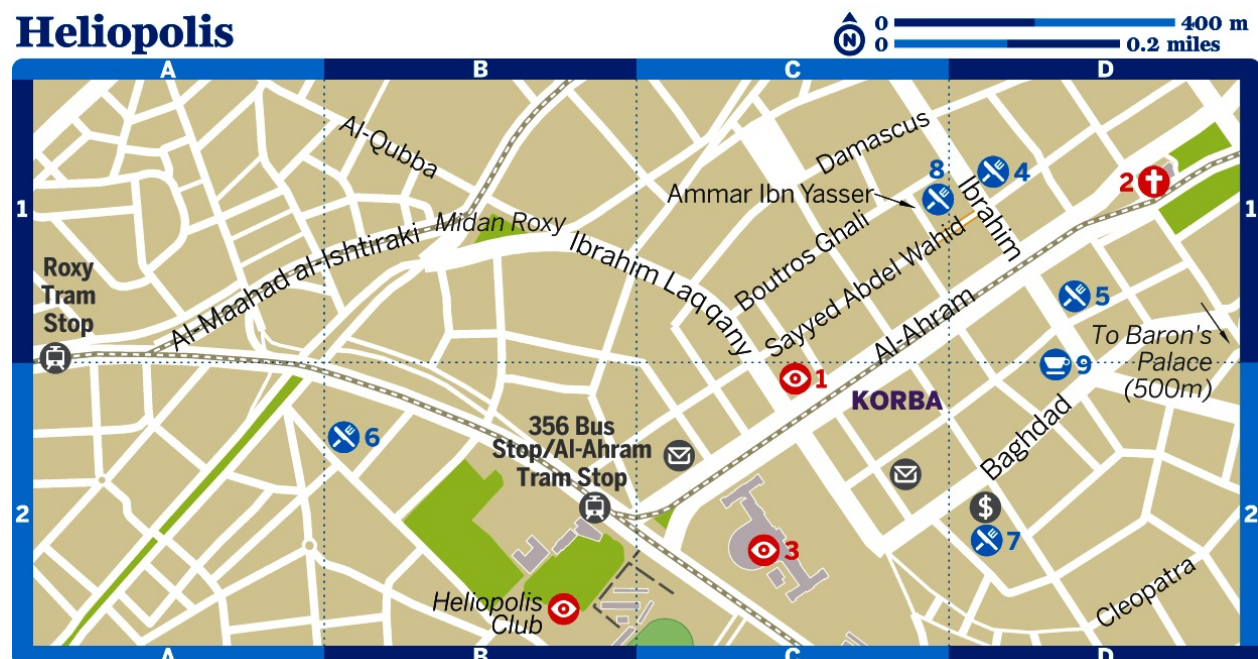 Heliopolis
N
0 400 m
0 0.2 miles
A B C D
1
1
2
2
Al-Qubba
Midan Roxy
Al-Maahad al-Ishtiraki
Roxy
Tram
Stop
Ibrahim Laqqany
Damascus
Ammar Ibn Yasser
8
4
Ibrahim
2
Boutros Ghali
Sayyed Abdel Wahid
Al-Ahram
5
To Baron's
Palace
(500m)
9
1
KORBA
6
356 Bus
Stop/Al-Ahram
Tram Stop
Baghdad
$
7
3
Heliopolis
Club
Cleopatra
A B C D